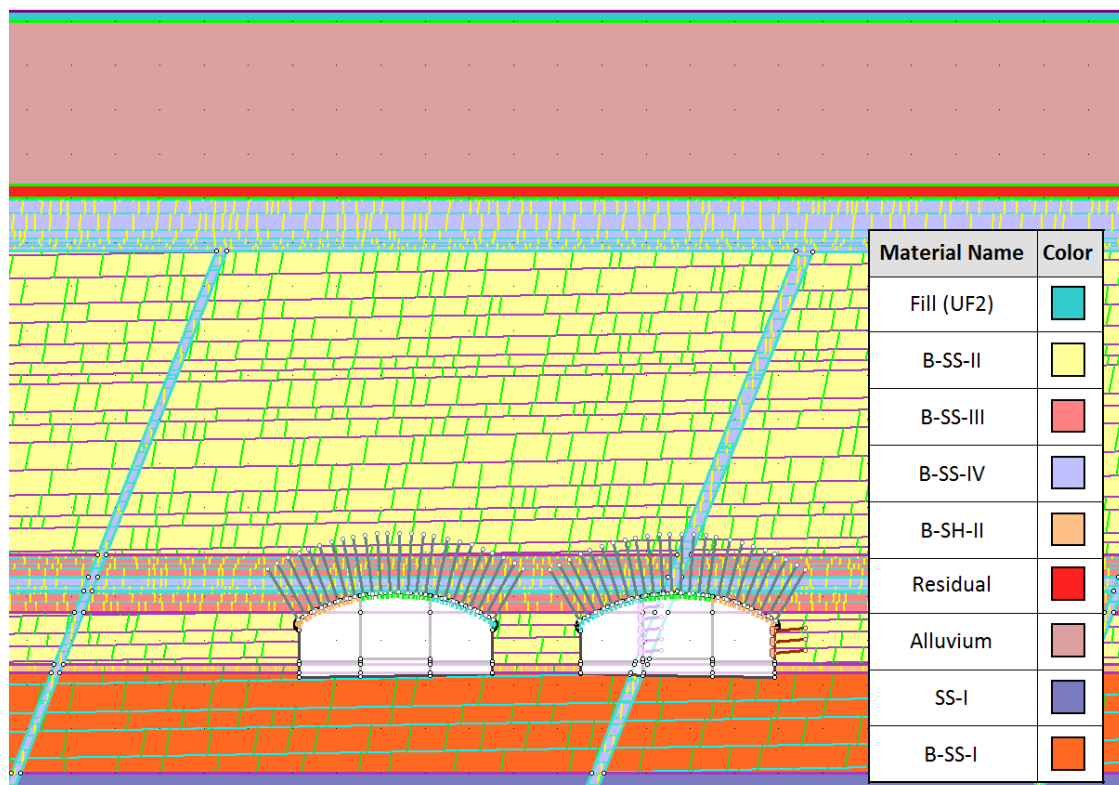 Material Name Color
Fill (UF2)
B-SS-II
B-SS-III
B-SS-IV
B-SH-II
Residual
Alluvium
SS-I
B-SS-I